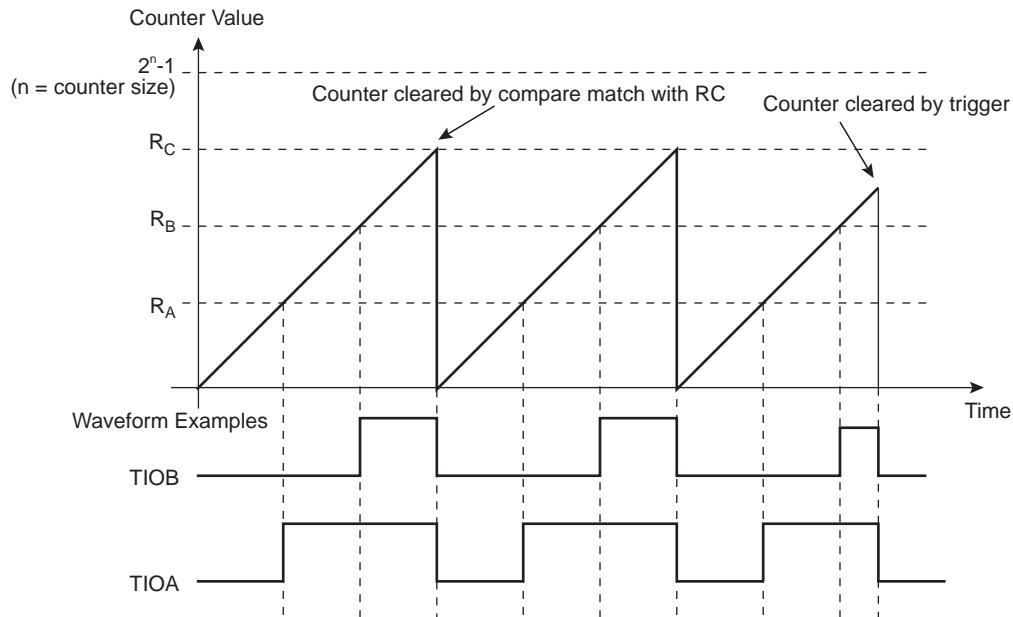 Counter Value
2ⁿ-1
(n = counter size)
Counter cleared by compare match with RC
Counter cleared by trigger
R_C
R_B
R_A
Time
Waveform Examples
TIOB
TIOA